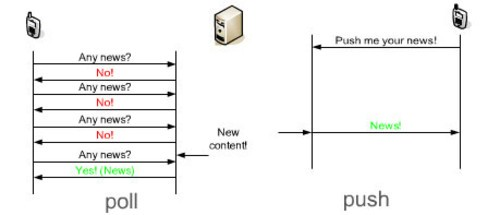 Any news?
No!
Any news?
No!
Any news?
No!
Any news?
Yes! (News)
New
content!
poll
Push me your news!
News!
push